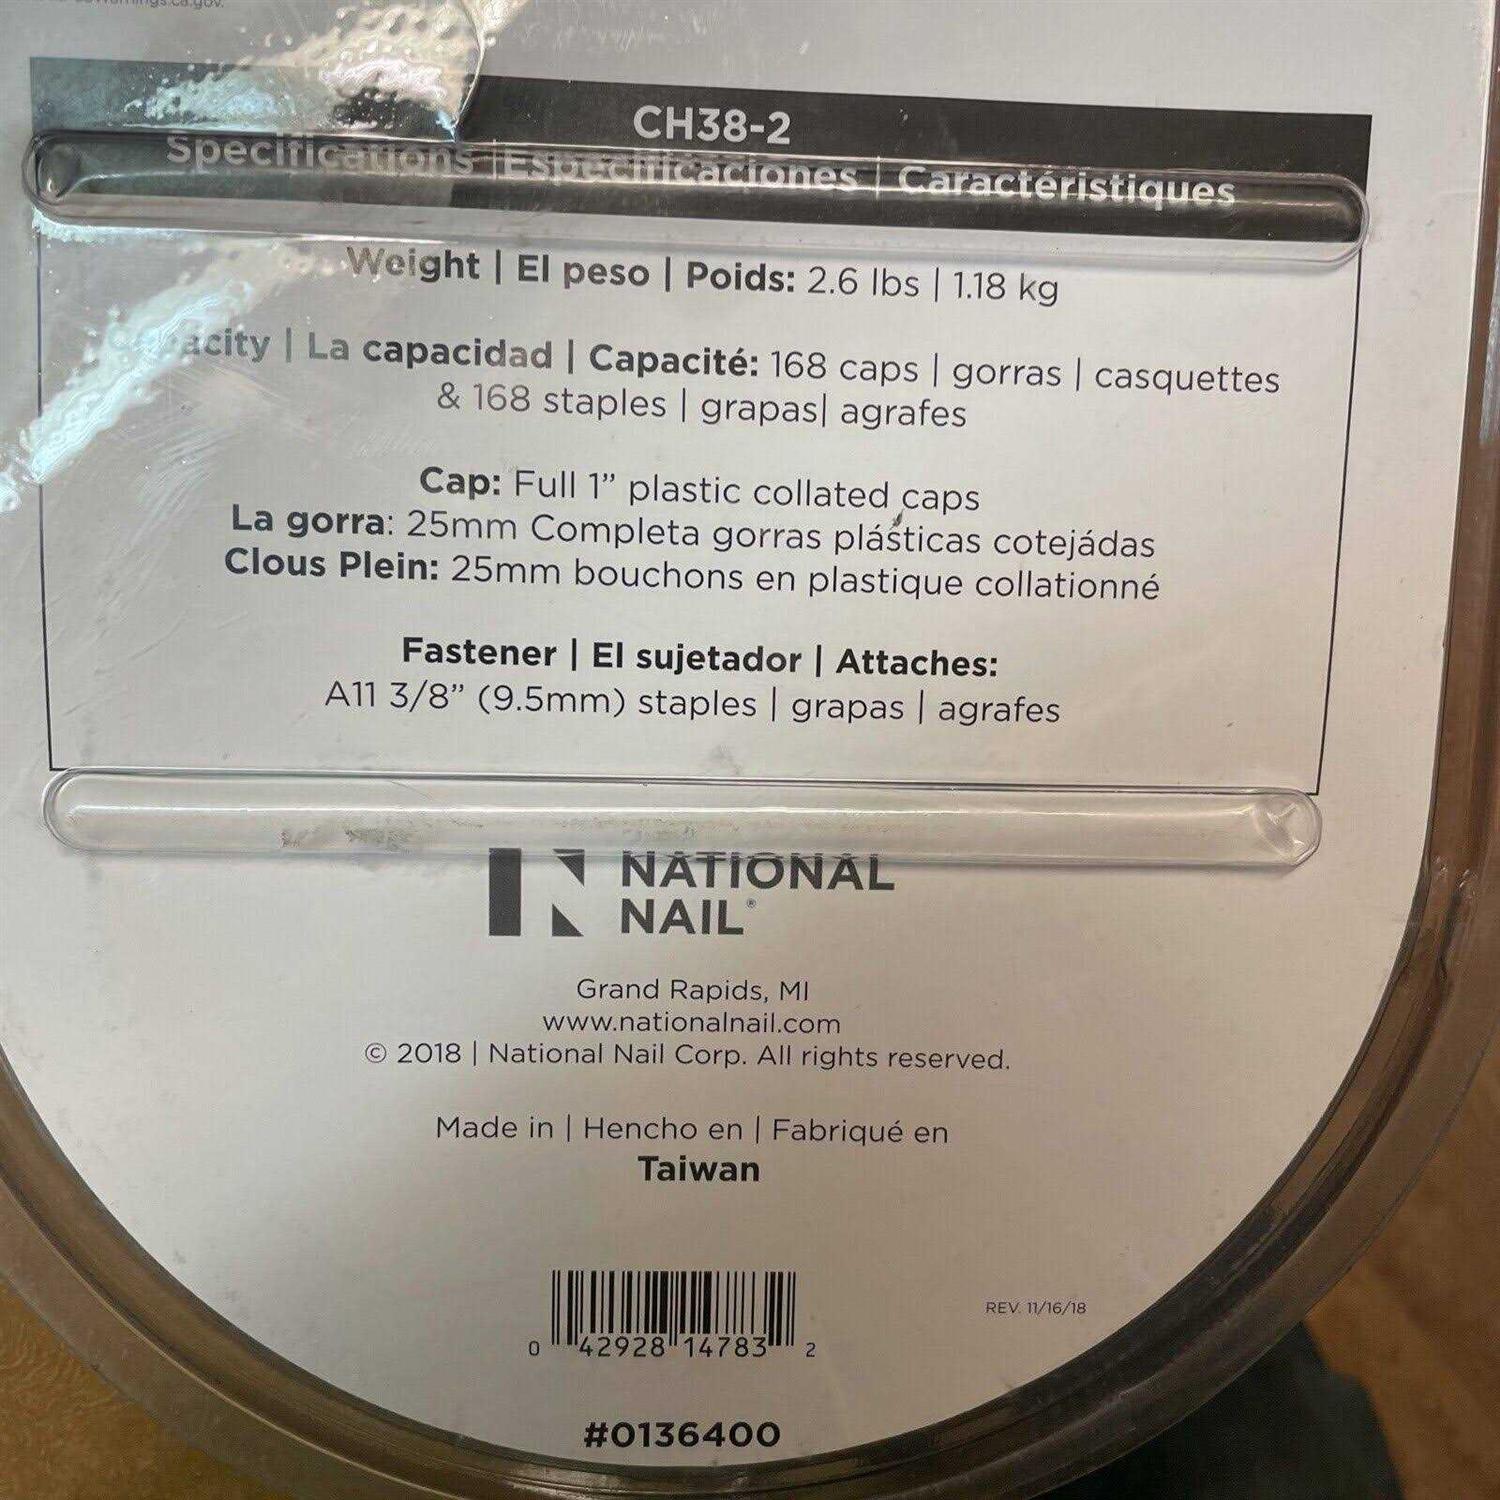 CH38-2
Specifications | Especificaciones | Caractéristiques
Weight | El peso | Poids: 2.6 lbs | 1.18 kg
Capacity | La capacidad | Capacité: 168 caps | gorras | casquettes
& 168 staples | grapas| agrafes
Cap: Full 1” plastic collated caps
La gorra: 25mm Completa gorras plásticas cotejádas
Clous Plein: 25mm bouchons en plastique collationné
Fastener | El sujetador | Attaches:
A11 3/8” (9.5mm) staples | grapas | agrafes
NATIONAL
NAIL®
Grand Rapids, MI
www.nationalnail.com
© 2018 | National Nail Corp. All rights reserved.
Made in | Hencho en | Fabriqué en
Taiwan
REV. 11/16/18
0 42928 14783 2
#0136400